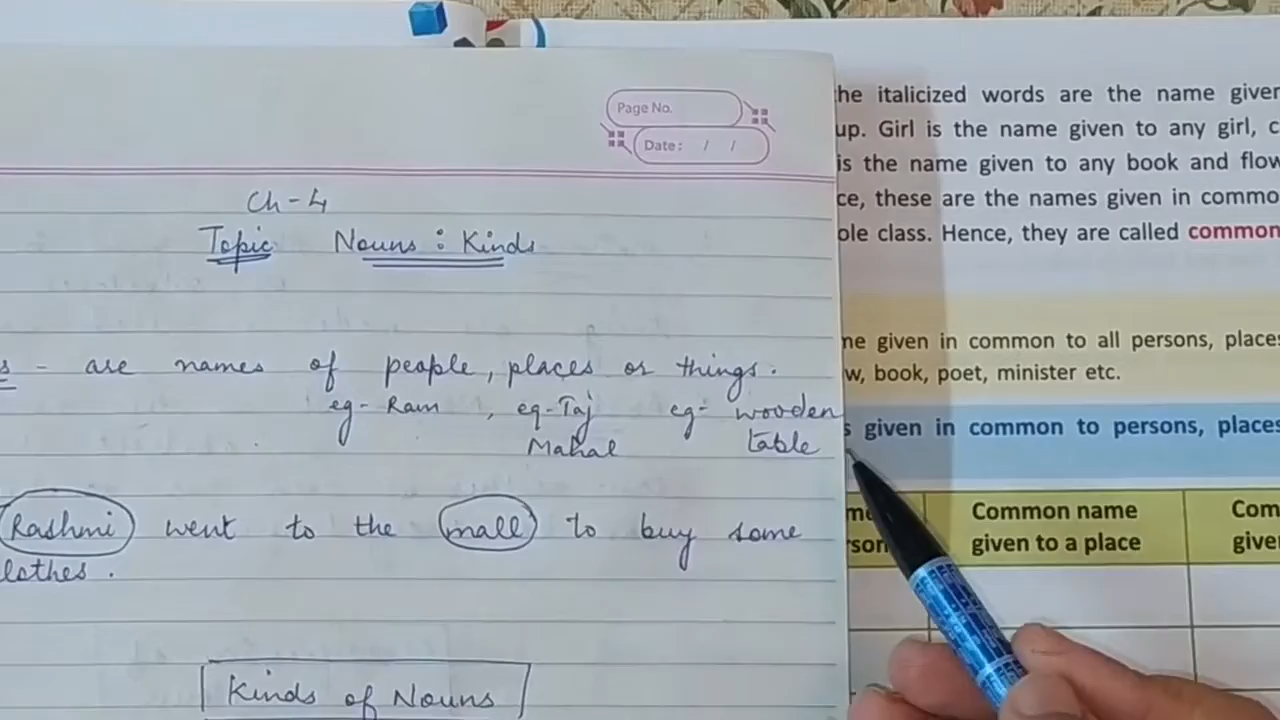 Page No.
Date: / /
Ch-4
Topic Nouns : Kinds
s - are names of people, places or things.
eg- Ram , eg- Taj eg- wooden
Mahal table
Rashmi went to the mall to buy some
lothes.
Kinds of Nouns
he italicized words are the name given
up. Girl is the name given to any girl, c
is the name given to any book and flow
ce, these are the names given in commo
ole class. Hence, they are called common
me given in common to all persons, places
w, book, poet, minister etc.
s given in common to persons, places
Common name Com
given to a place give